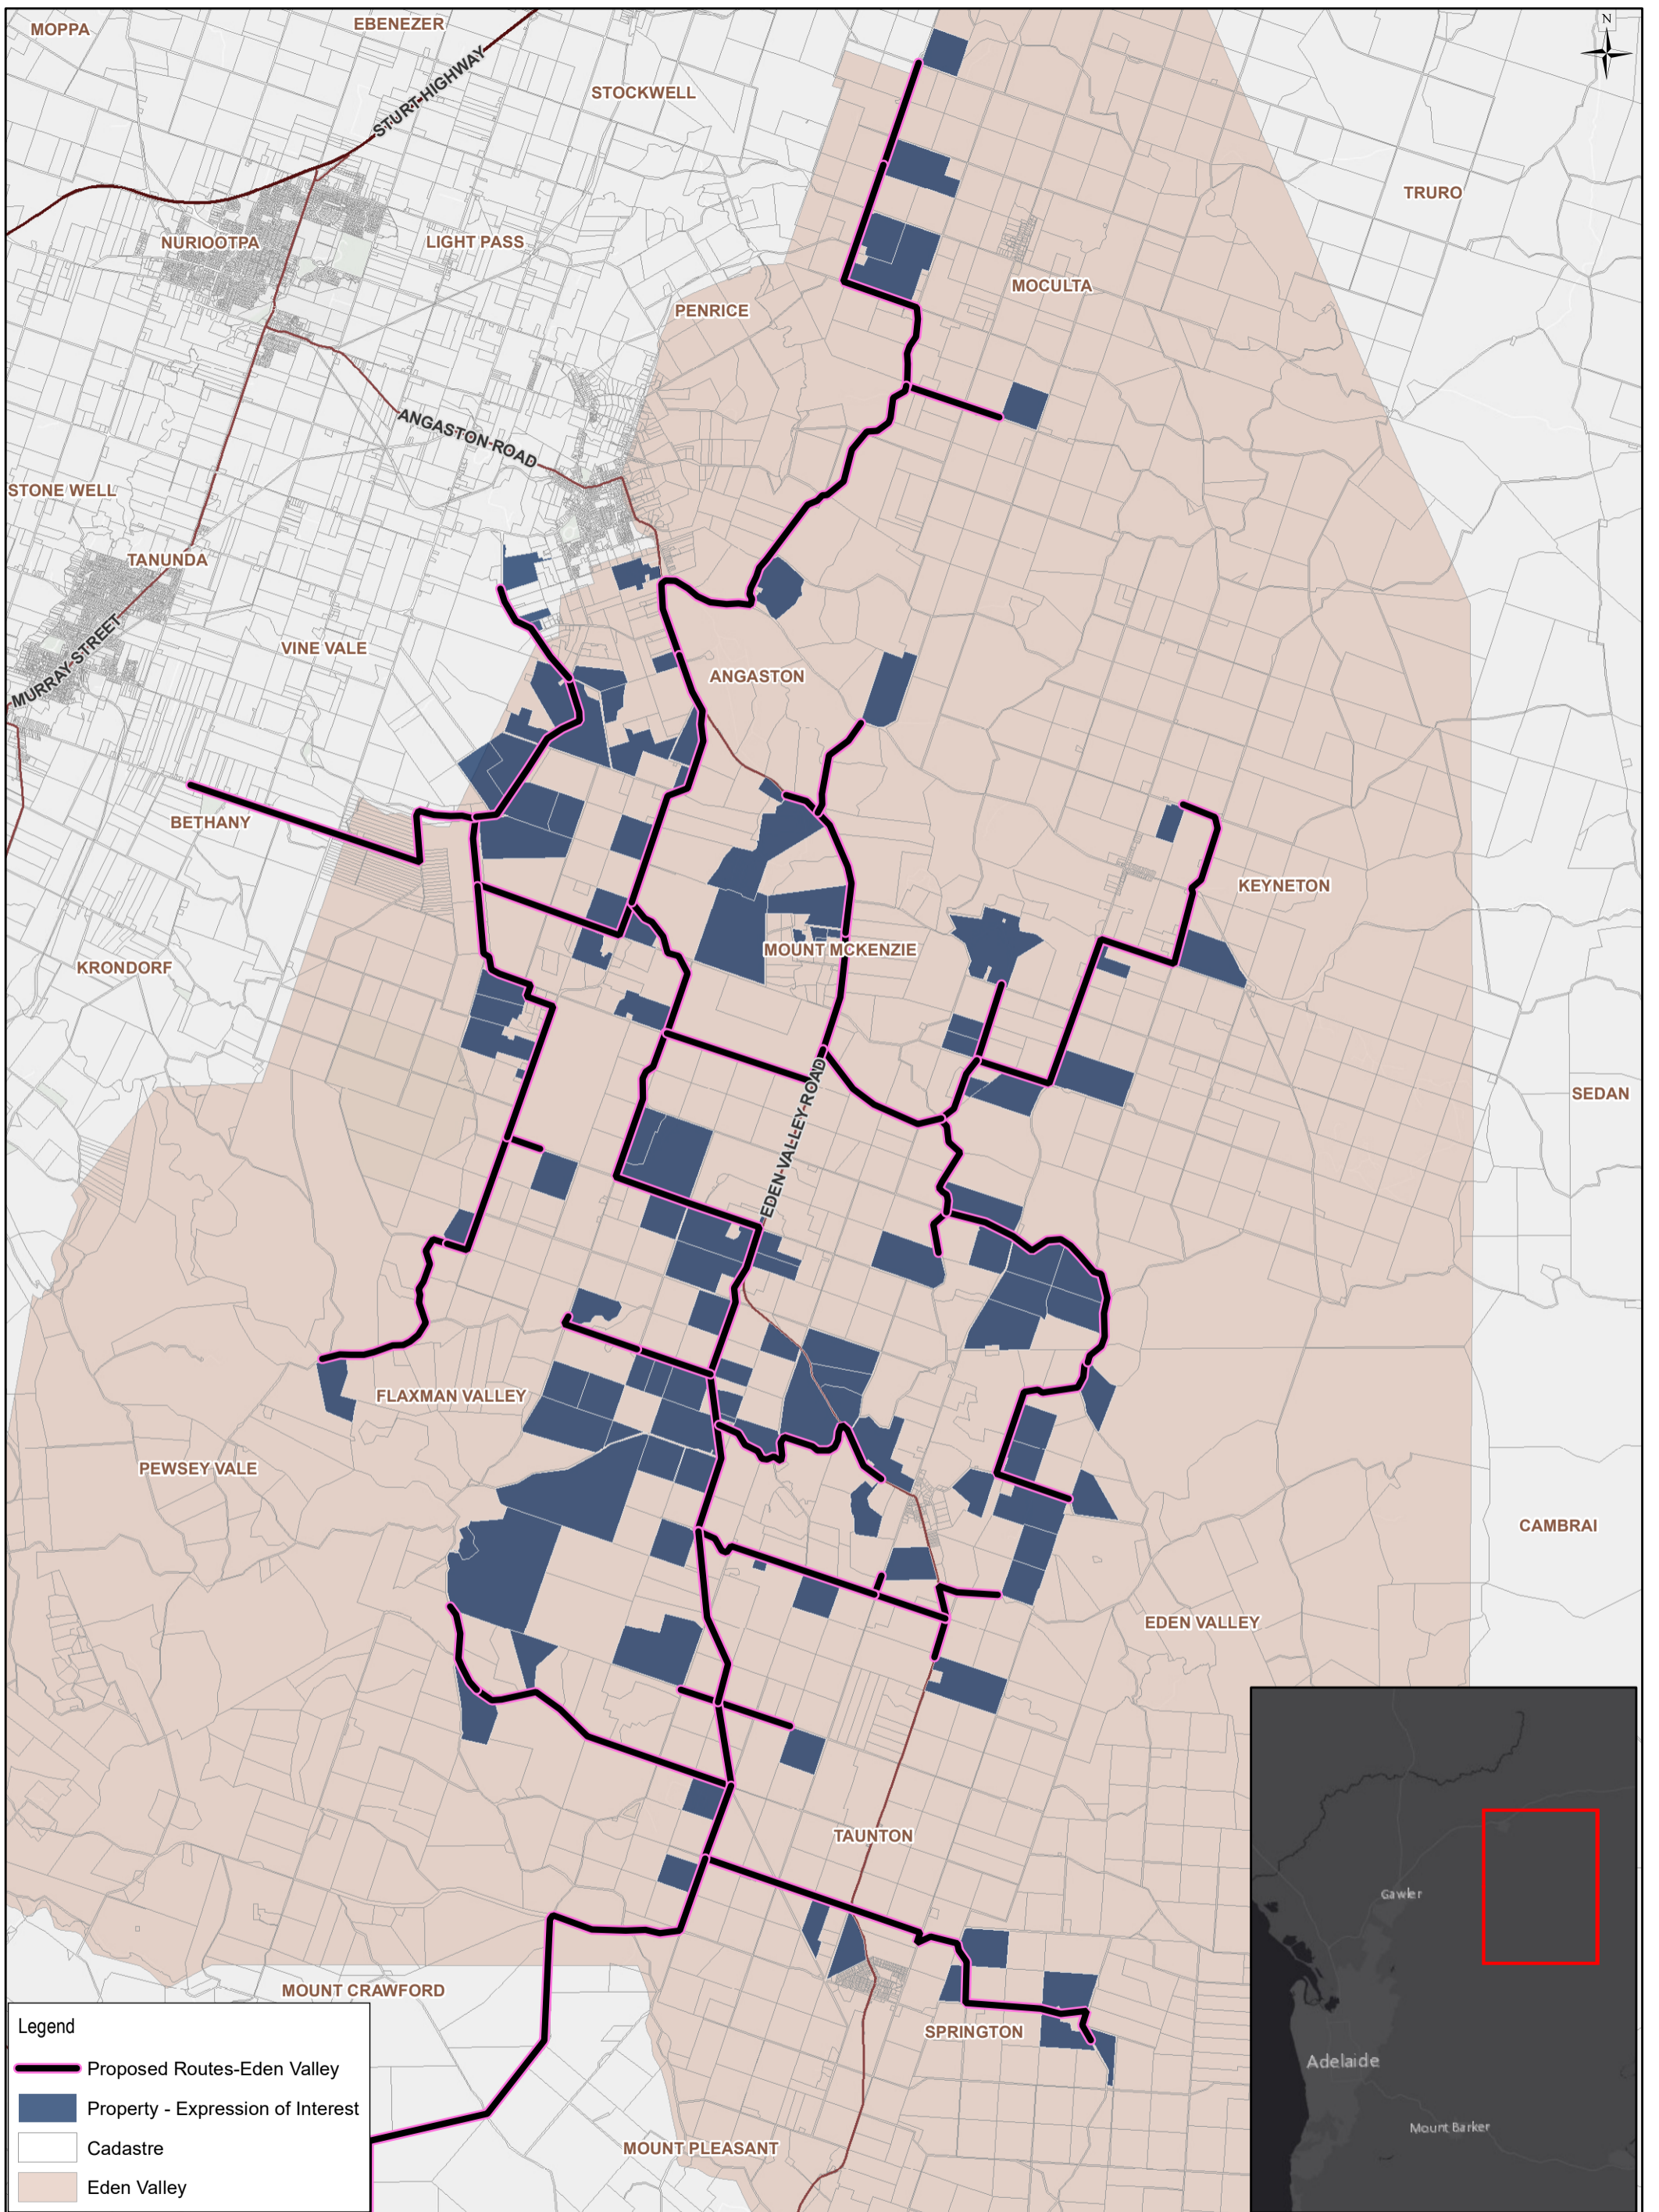 N
MOPPA
EBENEZER
STURT-HIGHWAY
STOCKWELL
TRURO
NURIOOTPA
LIGHT PASS
MOCULTA
PENRICE
ANGASTON-ROAD
STONE WELL
TANUNDA
VINE VALE
MURRAY-STREET
ANGASTON
BETHANY
KEYNETON
MOUNT MCKENZIE
KRONDORF
SEDAN
EDEN-VALLEY-ROAD
FLAXMAN VALLEY
PEWSEY VALE
CAMBRAI
EDEN VALLEY
TAUNTON
MOUNT CRAWFORD
SPRINGTON
MOUNT PLEASANT
Legend
Proposed Routes-Eden Valley
Property - Expression of Interest
Cadastre
Eden Valley
Gawler
Adelaide
Mount Barker